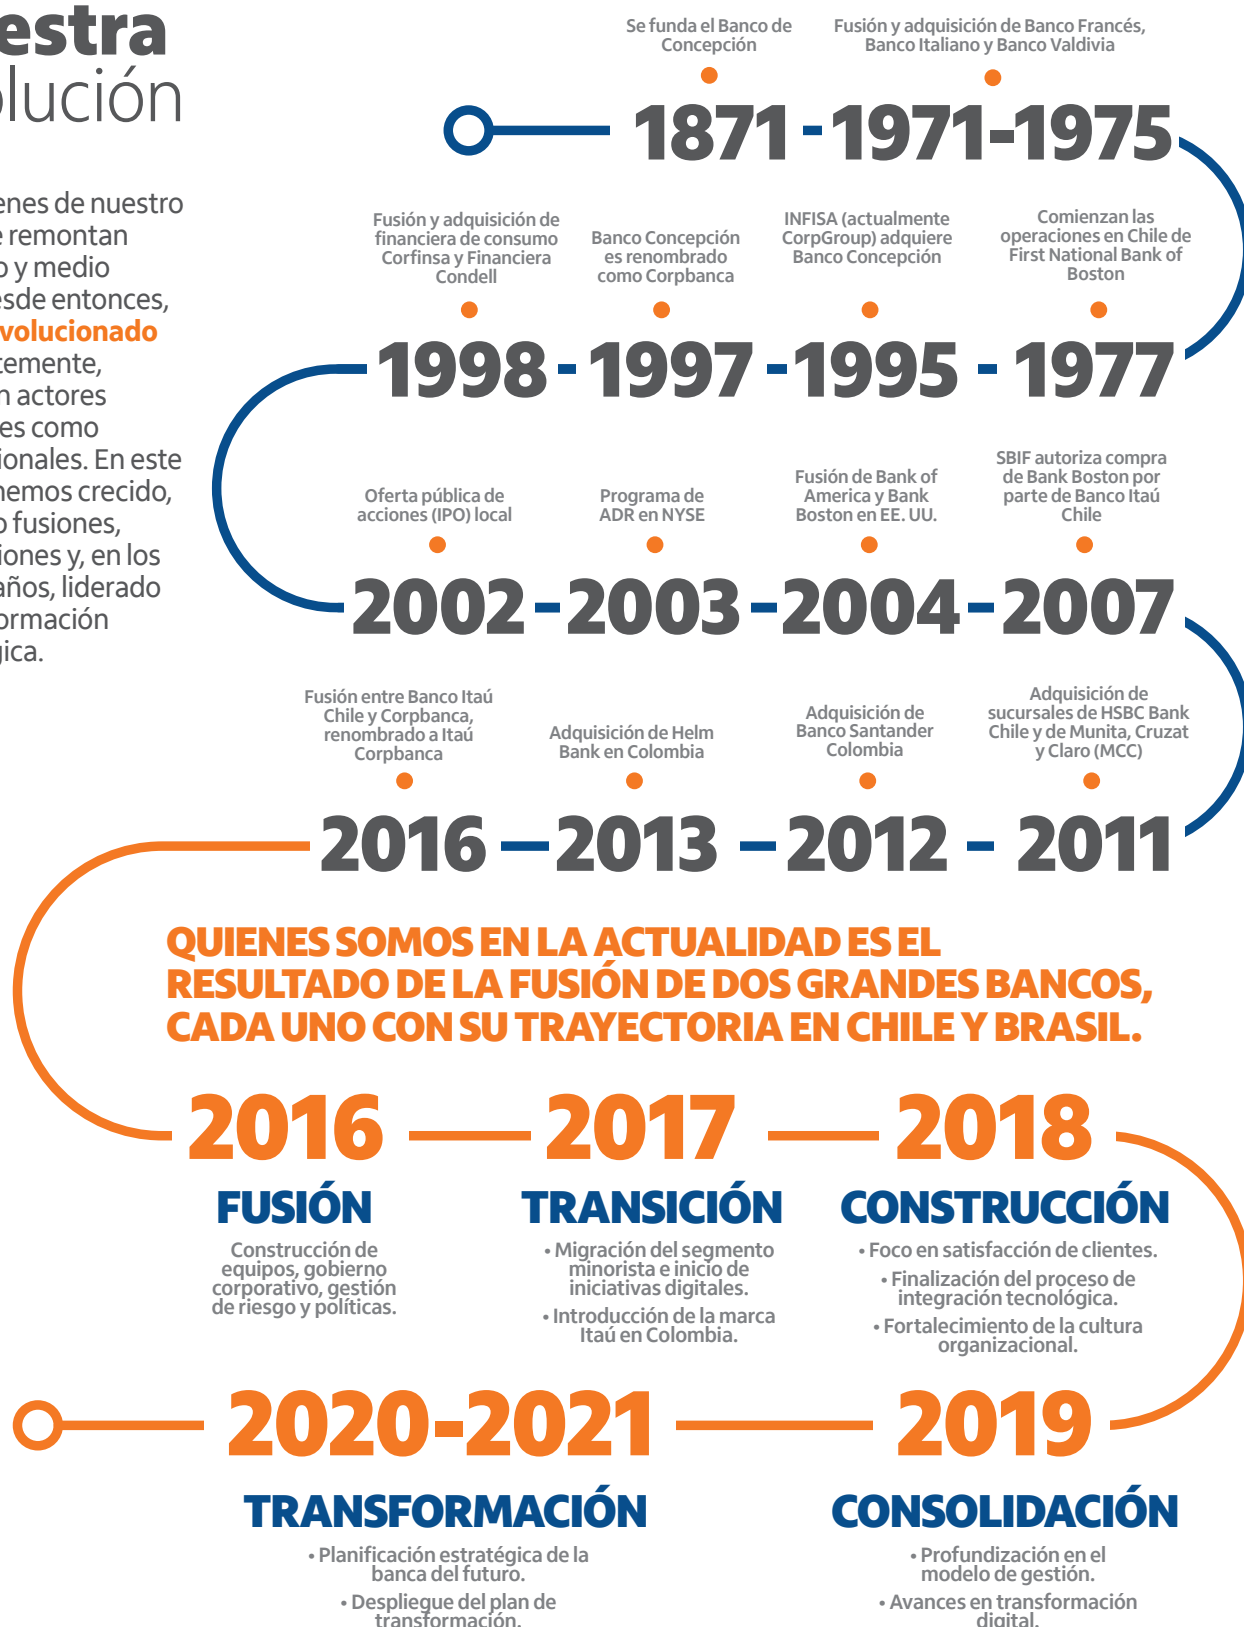 estra
olución
enes de nuestro
e remontan
o y medio
esde entonces,
volucionado
temente,
n actores
es como
ionales. En este
hemos crecido,
o fusiones,
iones y, en los
años, liderado
ormación
gica.
Se funda el Banco de
Concepción
1871
Fusión y adquisición de Banco Francés,
Banco Italiano y Banco Valdivia
1971-1975
Comienzan las
operaciones en Chile de
First National Bank of
Boston
1977
INFISA (actualmente
CorpGroup) adquiere
Banco Concepción
1995
Banco Concepción
es renombrado
como Corpbanca
1997
Fusión y adquisición de
financiera de consumo
Corfinsa y Financiera
Condell
1998
Oferta pública de
acciones (IPO) local
2002
Programa de
ADR en NYSE
2003
Fusión de Bank of
America y Bank
Boston en EE. UU.
2004
SBIF autoriza compra
de Bank Boston por
parte de Banco Itaú
Chile
2007
Adquisición de
sucursales de HSBC Bank
Chile y de Munita, Cruzat
y Claro (MCC)
2011
Adquisición de
Banco Santander
Colombia
2012
Adquisición de Helm
Bank en Colombia
2013
Fusión entre Banco Itaú
Chile y Corpbanca,
renombrado a Itaú
Corpbanca
2016
QUIENES SOMOS EN LA ACTUALIDAD ES EL
RESULTADO DE LA FUSIÓN DE DOS GRANDES BANCOS,
CADA UNO CON SU TRAYECTORIA EN CHILE Y BRASIL.
2016
FUSIÓN
Construcción de
equipos, gobierno
corporativo, gestión
de riesgo y políticas.
2017
TRANSICIÓN
• Migración del segmento
minorista e inicio de
iniciativas digitales.
• Introducción de la marca
Itaú en Colombia.
2018
CONSTRUCCIÓN
• Foco en satisfacción de clientes.
• Finalización del proceso de
integración tecnológica.
• Fortalecimiento de la cultura
organizacional.
2019
CONSOLIDACIÓN
• Profundización en el
modelo de gestión.
• Avances en transformación
digital.
2020-2021
TRANSFORMACIÓN
• Planificación estratégica de la
banca del futuro.
• Despliegue del plan de
transformación.